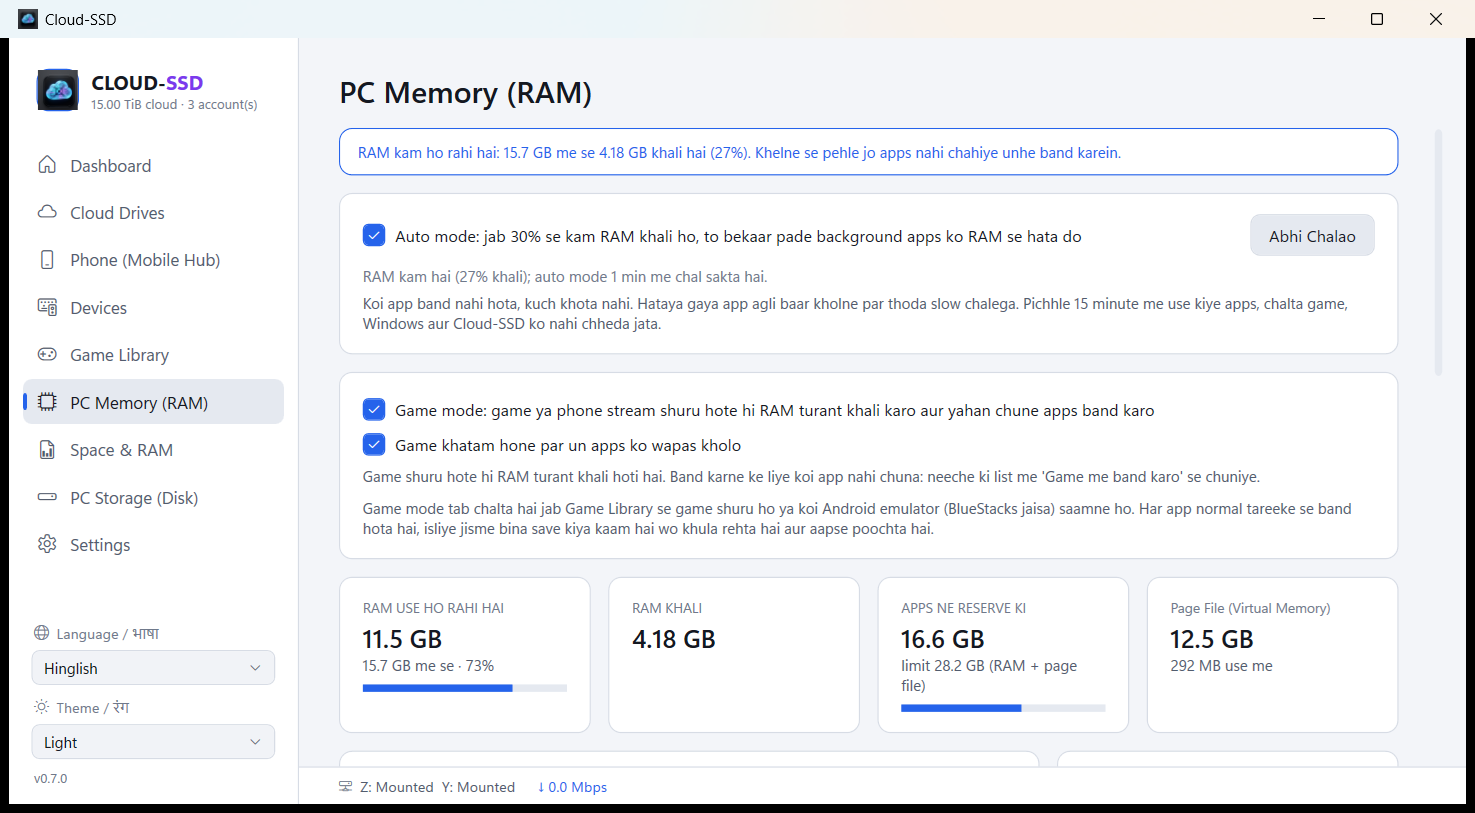 Cloud-SSD
CLOUD-SSD
15.00 TiB cloud · 3 account(s)
Dashboard
Cloud Drives
Phone (Mobile Hub)
Devices
Game Library
PC Memory (RAM)
Space & RAM
PC Storage (Disk)
Settings
Language / भाषा
Hinglish
Theme / रंग
Light
v0.7.0
PC Memory (RAM)
RAM kam ho rahi hai: 15.7 GB me se 4.18 GB khali hai (27%). Khelne se pehle jo apps nahi chahiye unhe band karein.
Auto mode: jab 30% se kam RAM khali ho, to bekaar pade background apps ko RAM se hata do
Abhi Chalao
RAM kam hai (27% khali); auto mode 1 min me chal sakta hai.
Koi app band nahi hota, kuch khota nahi. Hataya gaya app agli baar kholne par thoda slow chalega. Pichhle 15 minute me use kiye apps, chalta game,
Windows aur Cloud-SSD ko nahi chheda jata.
Game mode: game ya phone stream shuru hote hi RAM turant khali karo aur yahan chune apps band karo
Game khatam hone par un apps ko wapas kholo
Game shuru hote hi RAM turant khali hoti hai. Band karne ke liye koi app nahi chuna: neeche ki list me 'Game me band karo' se chuniye.
Game mode tab chalta hai jab Game Library se game shuru ho ya koi Android emulator (BlueStacks jaisa) saamne ho. Har app normal tareeke se band
hota hai, isliye jisme bina save kiya kaam hai wo khula rehta hai aur aapse poochta hai.
RAM USE HO RAHI HAI
11.5 GB
15.7 GB me se · 73%
RAM KHALI
4.18 GB
APPS NE RESERVE KI
16.6 GB
limit 28.2 GB (RAM + page
file)
Page File (Virtual Memory)
12.5 GB
292 MB use me
Z: Mounted Y: Mounted ↓ 0.0 Mbps